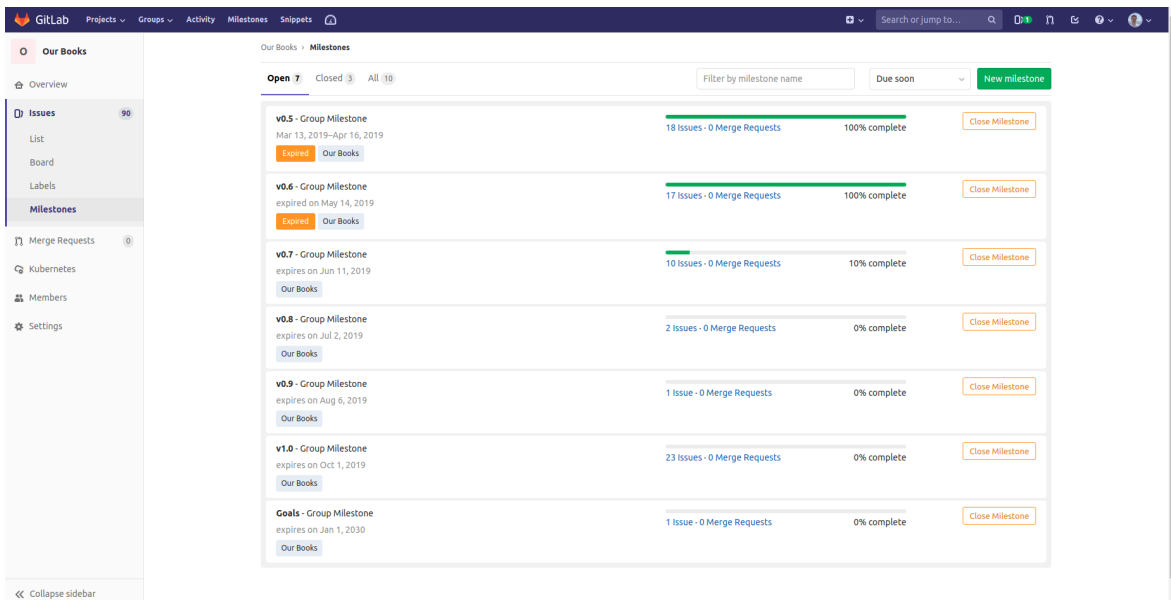 GitLab Projects Groups Activity Milestones Snippets Search or jump to... 1
O Our Books
Overview
Issues 90
List
Board
Labels
Milestones
Merge Requests 0
Kubernetes
Members
Settings
Collapse sidebar
Our Books › Milestones
Open 7 Closed 3 All 10 Filter by milestone name Due soon New milestone
v0.5 - Group Milestone
Mar 13, 2019–Apr 16, 2019
Expired Our Books
18 Issues · 0 Merge Requests 100% complete
Close Milestone
v0.6 - Group Milestone
expired on May 14, 2019
Expired Our Books
17 Issues · 0 Merge Requests 100% complete
Close Milestone
v0.7 - Group Milestone
expires on Jun 11, 2019
Our Books
10 Issues · 0 Merge Requests 10% complete
Close Milestone
v0.8 - Group Milestone
expires on Jul 2, 2019
Our Books
2 Issues · 0 Merge Requests 0% complete
Close Milestone
v0.9 - Group Milestone
expires on Aug 6, 2019
Our Books
1 Issue · 0 Merge Requests 0% complete
Close Milestone
v1.0 - Group Milestone
expires on Oct 1, 2019
Our Books
23 Issues · 0 Merge Requests 0% complete
Close Milestone
Goals - Group Milestone
expires on Jan 1, 2030
Our Books
1 Issue · 0 Merge Requests 0% complete
Close Milestone